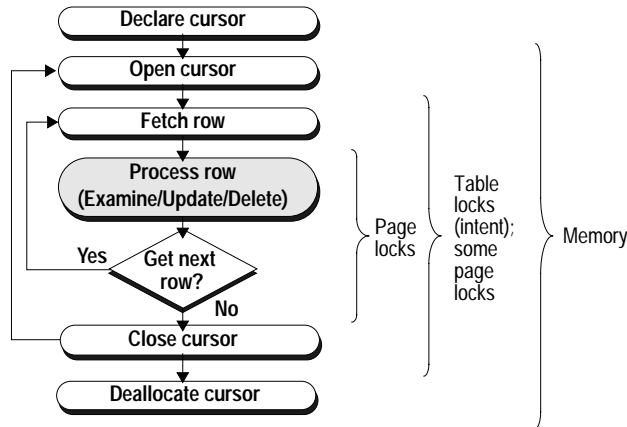 Declare cursor
Open cursor
Fetch row
Process row
(Examine/Update/Delete)
Yes
Get next
row?
No
Close cursor
Deallocate cursor
Page
locks
Table
locks
(intent);
some
page
locks
Memory